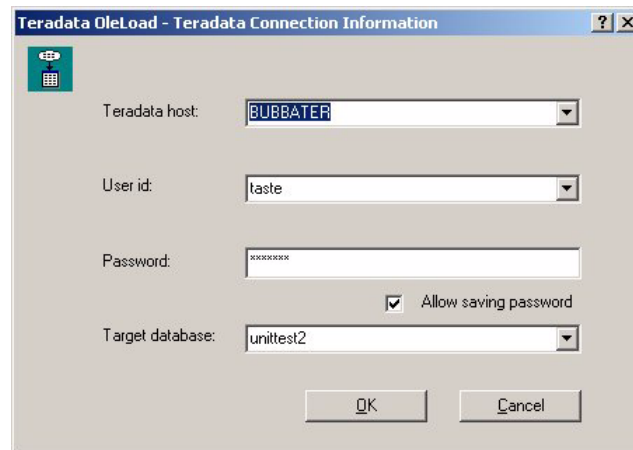 Teradata OleLoad - Teradata Connection Information
Teradata host: BUBBATER
User id: taste
Password: *******
Allow saving password
Target database: unittest2
OK Cancel